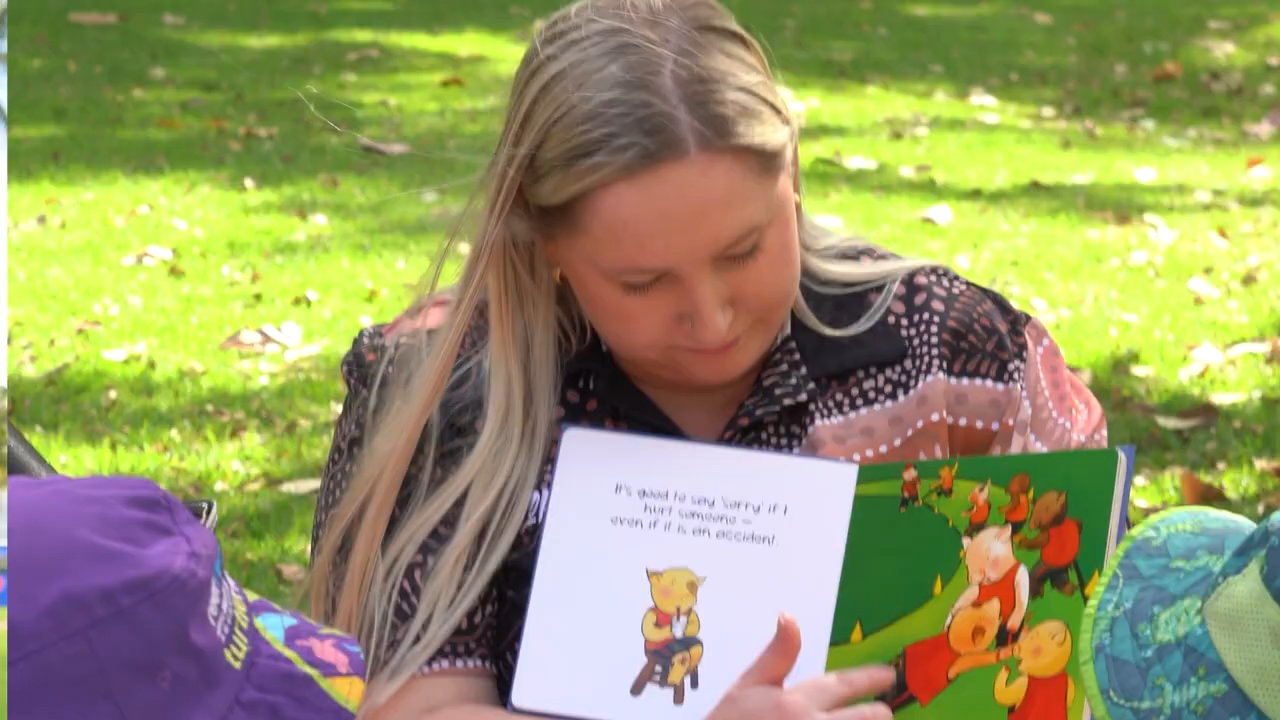 It's good to say 'sorry' if I
hurt someone –
even if it is an accident.